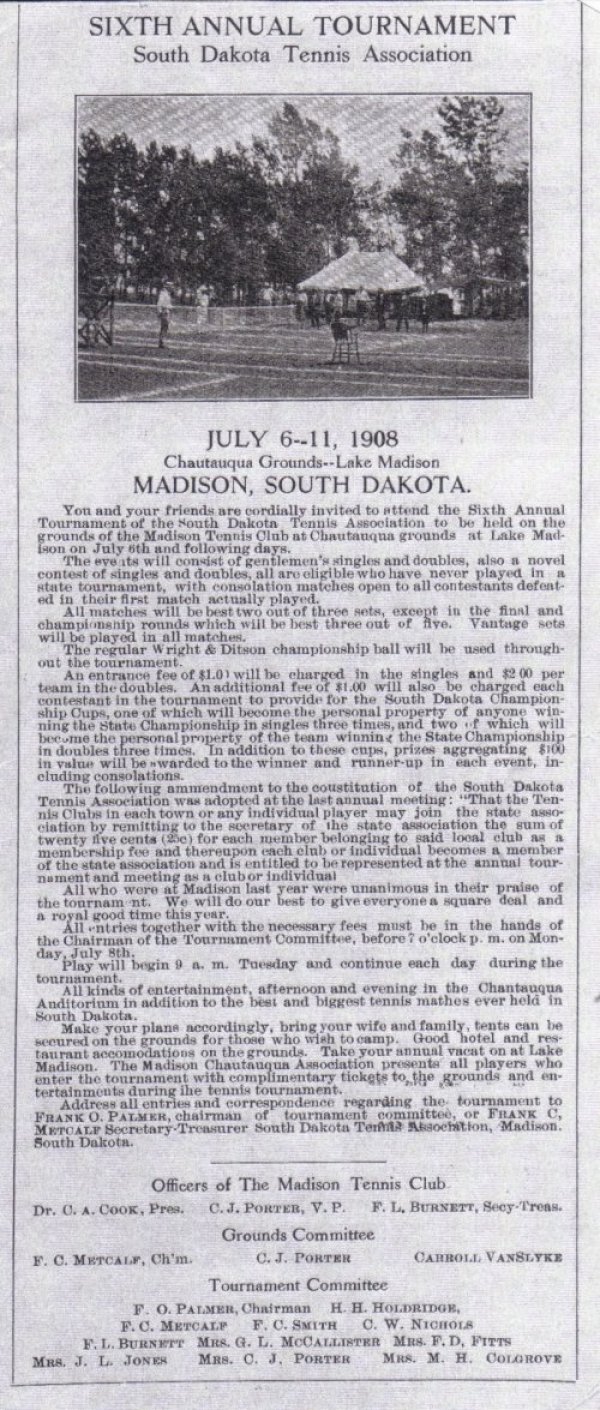 SIXTH ANNUAL TOURNAMENT
South Dakota Tennis Association
JULY 6--11, 1908
Chautauqua Grounds--Lake Madison
MADISON, SOUTH DAKOTA.
You and your friends are cordially invited to attend the Sixth Annual
Tournament of the South Dakota Tennis Association to be held on the
grounds of the Madison Tennis Club at Chautauqua grounds at Lake Mad-
ison on July 6th and following days.
The events will consist of gentlemen's singles and doubles, also a novel
contest of singles and doubles, all are eligible who have never played in a
state tournament, with consolation matches open to all contestants defeat-
ed in their first match actually played.
All matches will be best two out of three sets, except in the final and
championship rounds which will be best three out of five. Vantage sets
will be played in all matches.
The regular Wright & Ditson championship ball will be used through-
out the tournament.
An entrance fee of $1.00 will be charged in the singles and $2 00 per
team in the doubles. An additional fee of $1.00 will also be charged each
contestant in the tournament to provide for the South Dakota Champion-
ship Cups, one of which will become the personal property of anyone win-
ning the State Championship in singles three times, and two of which will
become the personal property of the team winning the State Championship
in doubles three times. In addition to these cups, prizes aggregating $100
in value will be awarded to the winner and runner-up in each event, in-
cluding consolations.
The following ammendment to the coustitution of the South Dakota
Tennis Association was adopted at the last annual meeting: "That the Ten-
nis Clubs in each town or any individual player may join the state asso-
ciation by remitting to the secretary of the state association the sum of
twenty five cents (25c) for each member belonging to said local club as a
membership fee and thereupon each club or individual becomes a member
of the state association and is entitled to be represented at the annual tour-
nament and meeting as a club or individual
All who were at Madison last year were unanimous in their praise of
the tournam nt. We will do our best to give everyone a square deal and
a royal good time this year.
All entries together with the necessary fees must be in the hands of
the Chairman of the Tournament Committee, before 7 o'clock p. m. on Mon-
day, July 8th.
Play will begin 9 a. m. Tuesday and continue each day during the
tournament.
All kinds of entertainment, afternoon and evening in the Chantauqua
Auditorium in addition to the best and biggest tennis mathes ever held in
South Dakota.
Make your plans accordingly, bring your wife and family, tents can be
secured on the grounds for those who wish to camp. Good hotel and res-
taurant accomodations on the grounds. Take your annual vacat on at Lake
Madison. The Madison Chautauqua Association presents all players who
enter the tournament with complimentary tickets to the grounds and en-
tertainments during the tennis tournament.
Address all entries and correspondence regarding the tournament to
FRANK O. PALMER, chairman of tournament committee, or FRANK C,
METCALF Secretary-Treasurer South Dakota Tennis Association, Madison.
South Dakota.
Officers of The Madison Tennis Club
Dr. C. A. COOK, Pres. C. J. PORTER, V. P. F. L. BURNETT, Secy-Treas.
Grounds Committee
F. C. METCALF, Ch'm. C. J. PORTER CARROLL VANSLYKE
Tournament Committee
F. O. PALMER, Chairman H. H. HOLDRIDGE,
F. C. METCALF F. C. SMITH C. W. NICHOLS
F. L. BURNETT MRS. G. L. MCCALLISTER MRS. F. D, FITTS
MRS. J. L. JONES MRS. C. J. PORTER MRS. M. H. COLGROVE